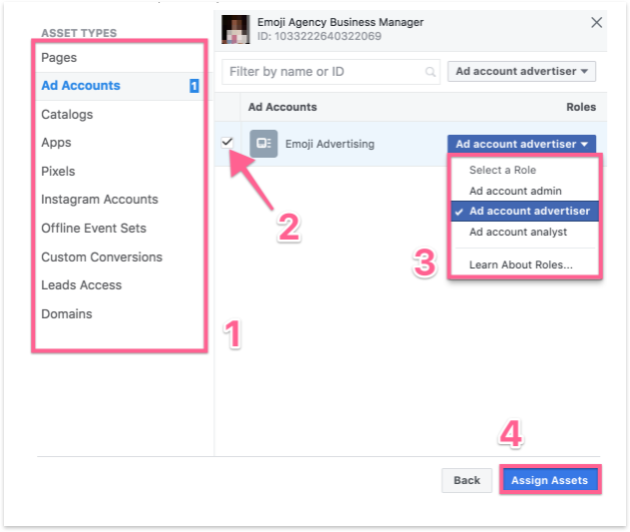 ASSET TYPES
Pages
Ad Accounts 1
Catalogs
Apps
Pixels
Instagram Accounts
Offline Event Sets
Custom Conversions
Leads Access
Domains
1
Emoji Agency Business Manager
ID: 1033222640322069
Filter by name or ID
Ad account advertiser
Ad Accounts Roles
Emoji Advertising
Ad account advertiser
2
Select a Role
Ad account admin
Ad account advertiser
Ad account analyst
Learn About Roles...
3
4
Back Assign Assets